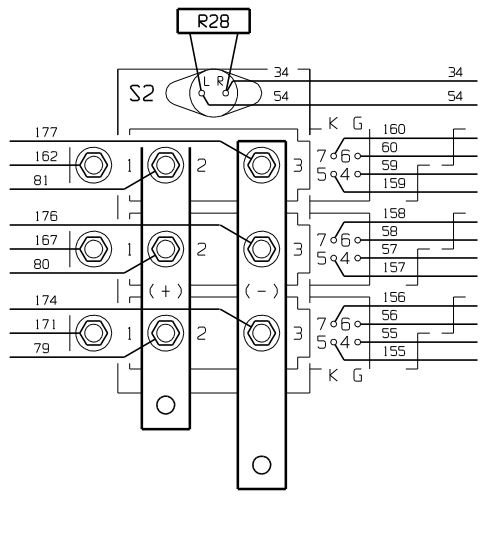 R28
L R
34 34
S2
54 54
K G
177 160
7 6 60
162 1 2 3 59
5 4
81 159
176 158
7 6 58
167 1 2 3 57
5 4
80 157
(+) (-)
174 156
7 6 56
171 1 2 3 55
5 4
79 155
K G